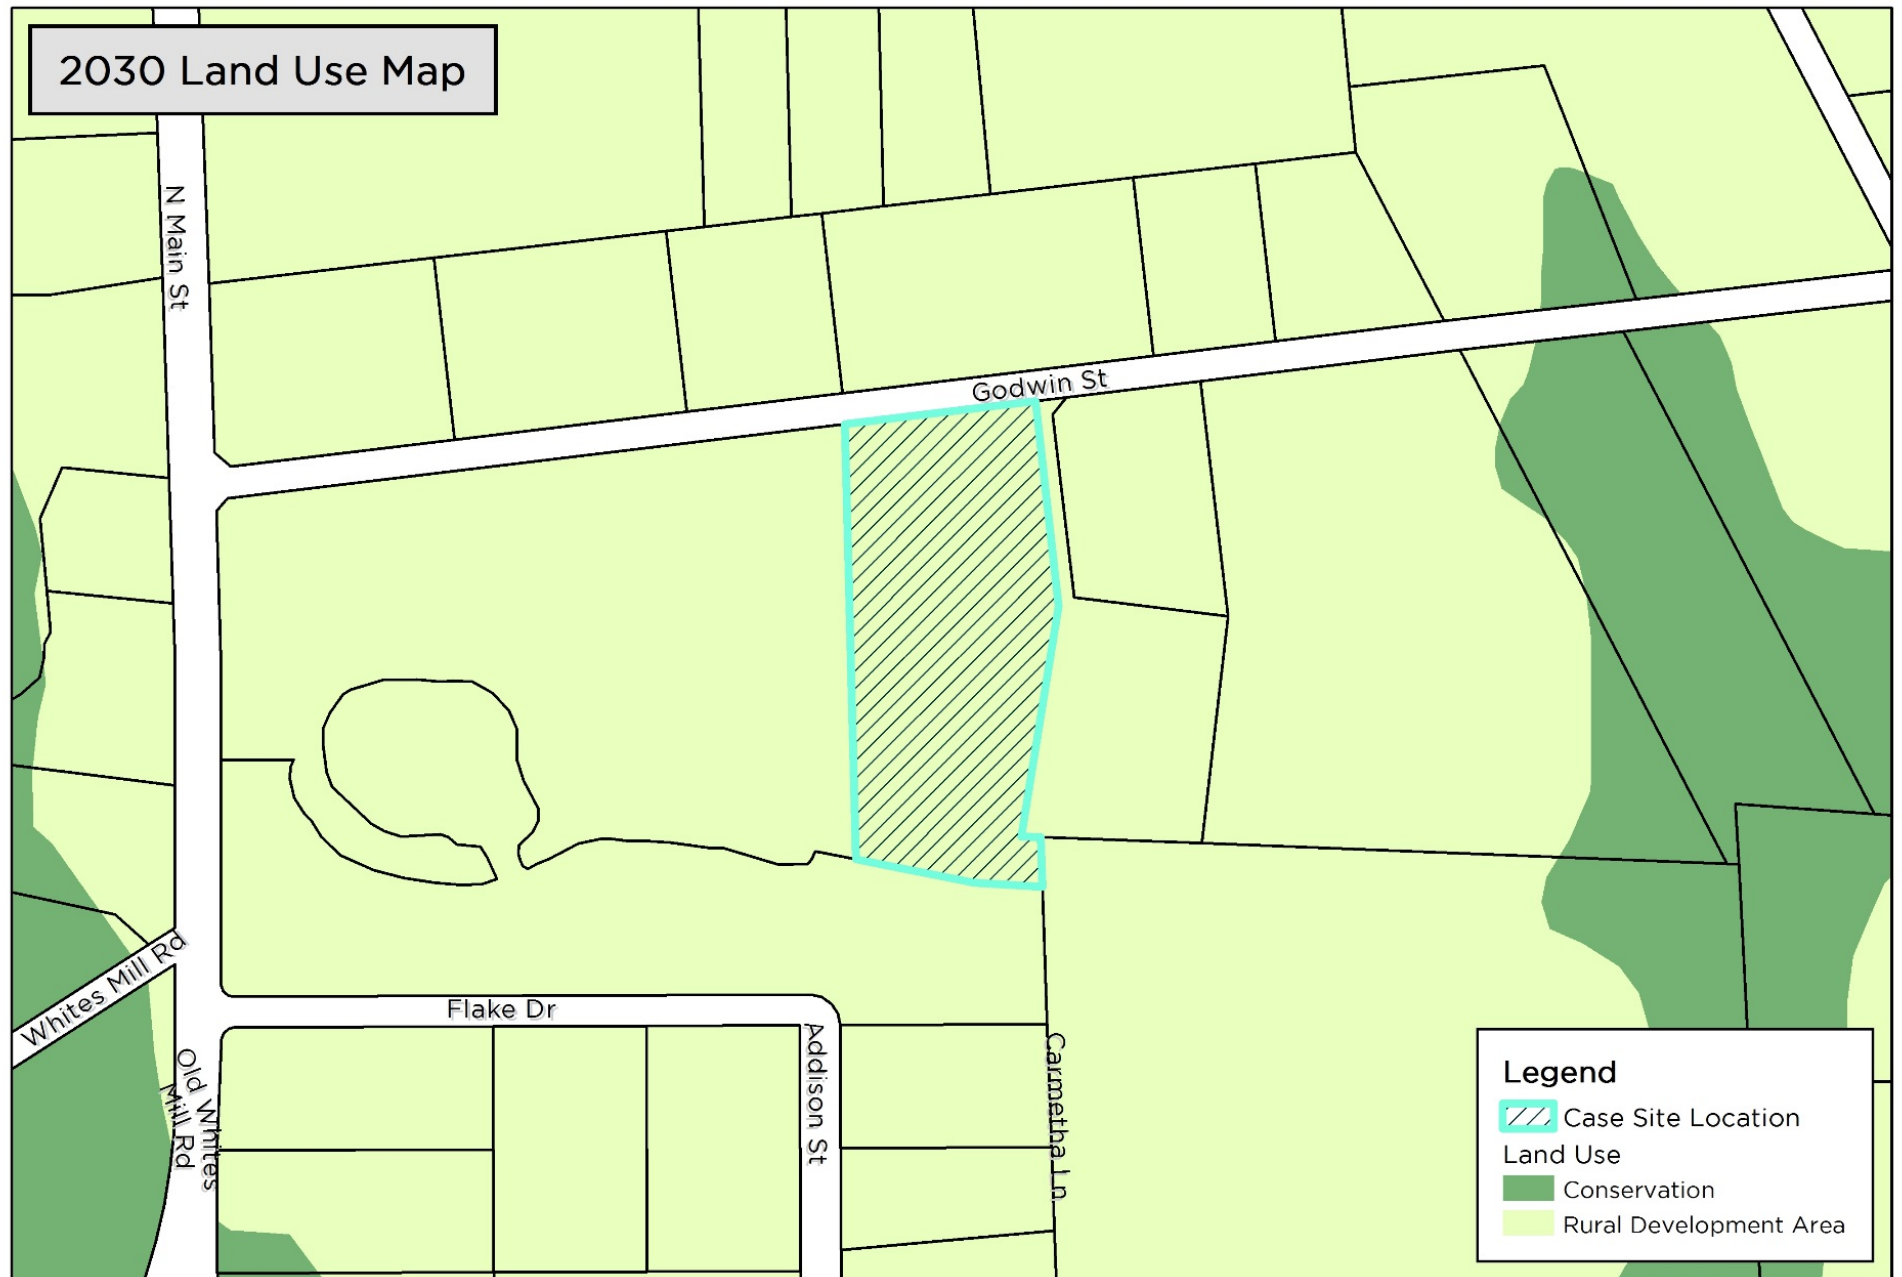 2030 Land Use Map
N Main St
Godwin St
Whites Mill Rd
Flake Dr
Old Whites
Mill Rd
Addison St
Carmetha Ln
Legend
Case Site Location
Land Use
Conservation
Rural Development Area